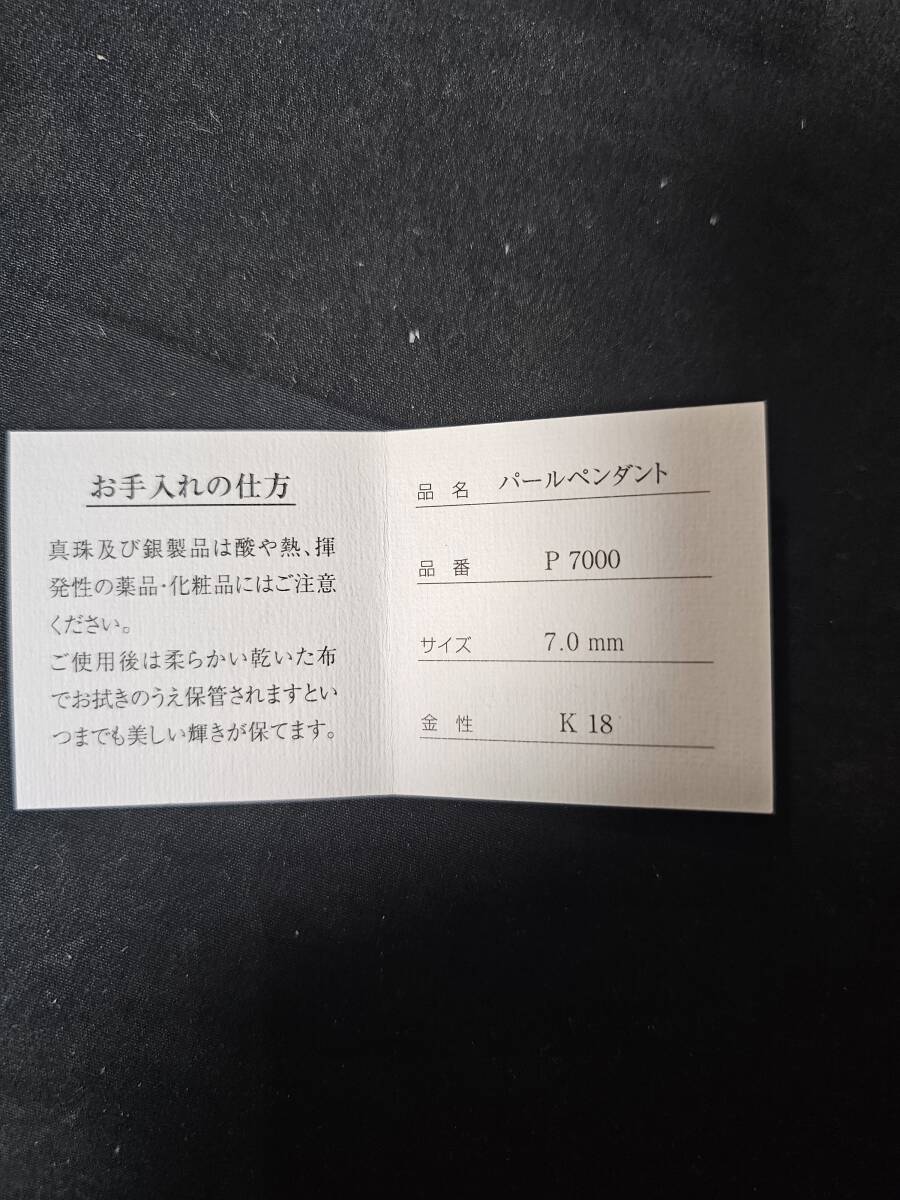 お手入れの仕方
真珠及び銀製品は酸や熱、揮
発性の薬品・化粧品にはご注意
ください。
ご使用後は柔らかい乾いた布
でお拭きのうえ保管されますとい
つまでも美しい輝きが保てます。
品 名 パールペンダント
品 番 P 7000
サイズ 7.0 mm
金 性 K 18